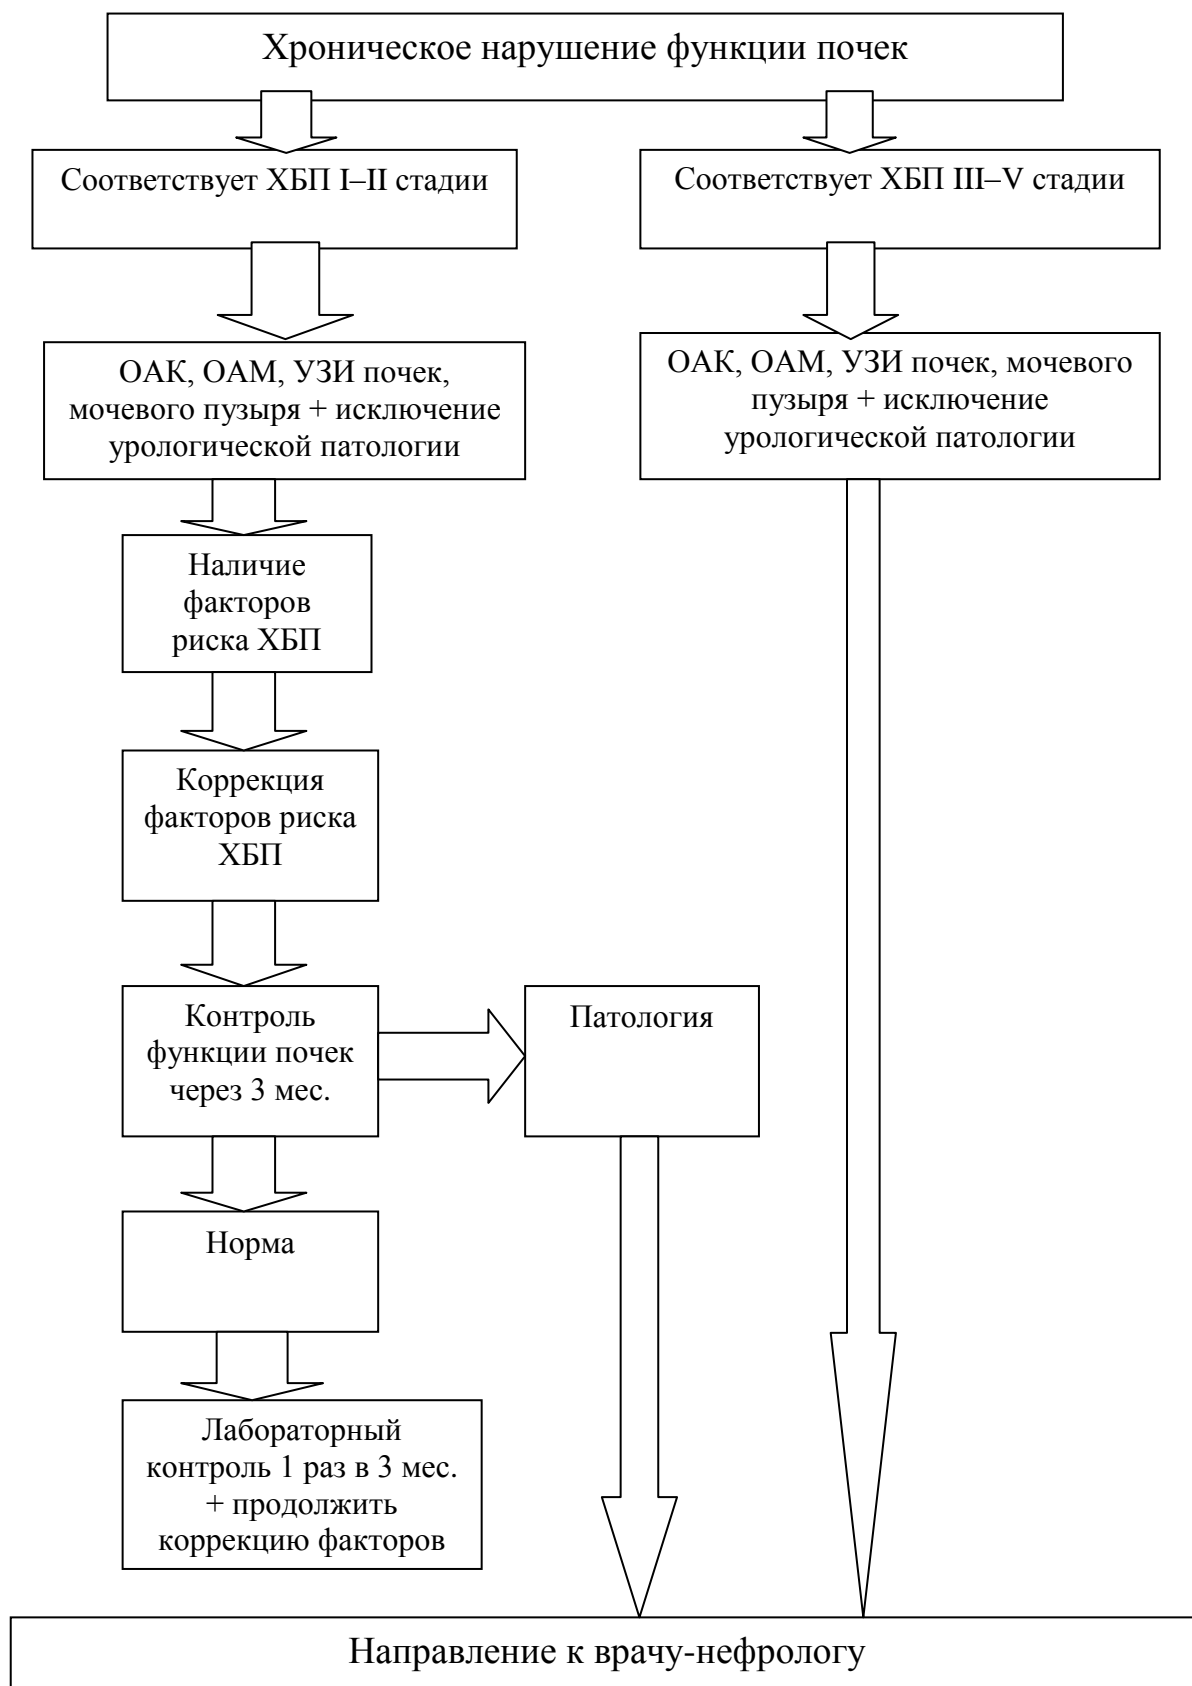 Хроническое нарушение функции почек
Соответствует ХБП I–II стадии
Соответствует ХБП III–V стадии
ОАК, ОАМ, УЗИ почек,
мочевого пузыря + исключение
урологической патологии
ОАК, ОАМ, УЗИ почек, мочевого
пузыря + исключение
урологической патологии
Наличие
факторов
риска ХБП
Коррекция
факторов риска
ХБП
Контроль
функции почек
через 3 мес.
Патология
Норма
Лабораторный
контроль 1 раз в 3 мес.
+ продолжить
коррекцию факторов
Направление к врачу-нефрологу